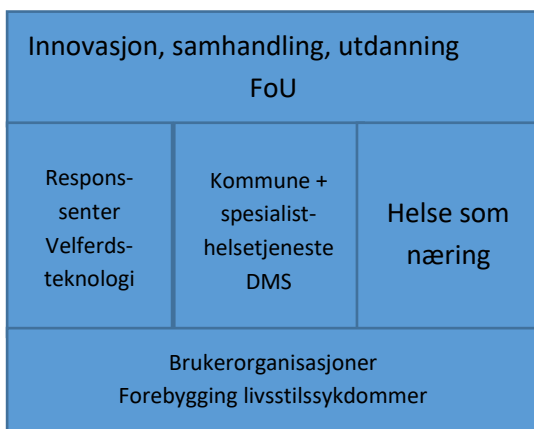 Innovasjon, samhandling, utdanning
FoU
Respons-
senter
Velferds-
teknologi
Kommune +
spesialist-
helsetjeneste
DMS
Helse som
næring
Brukerorganisasjoner
Forebygging livsstilssykdommer